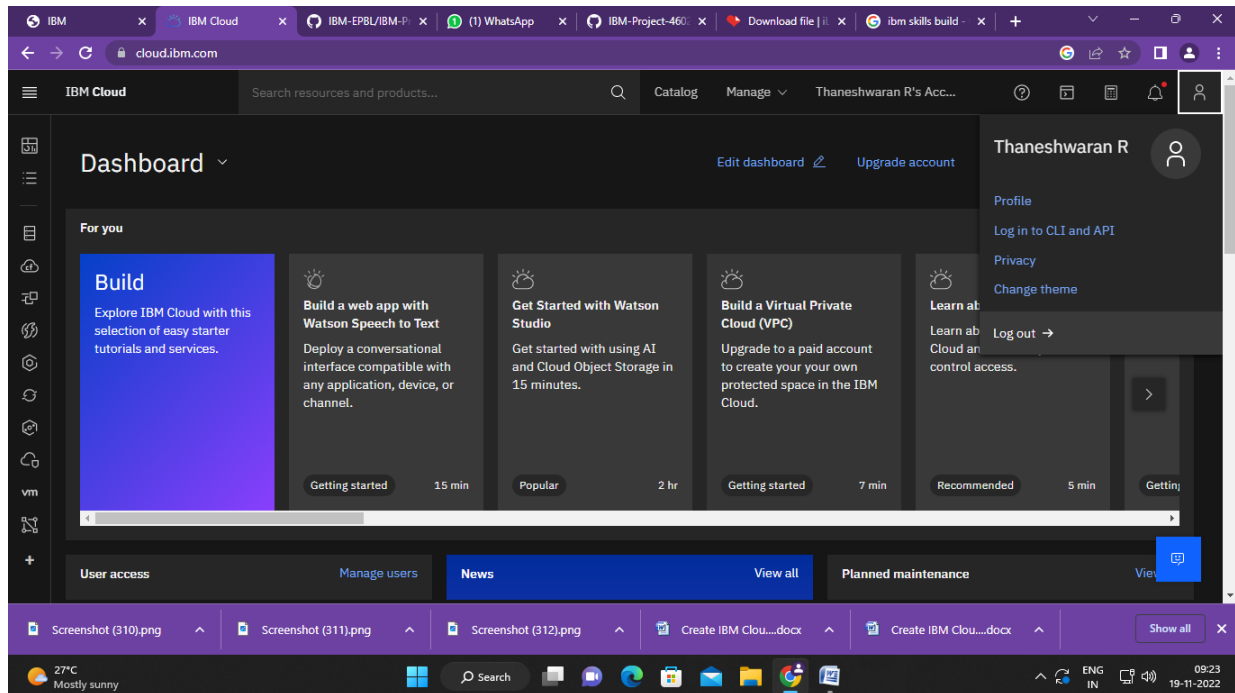 IBM
IBM Cloud
IBM-EPBL/IBM-P
(1) WhatsApp
IBM-Project-460
Download file | iL
ibm skills build -
cloud.ibm.com
IBM Cloud
Search resources and products...
Catalog
Manage
Thaneshwaran R's Acc...
Dashboard
Edit dashboard
Upgrade account
Thaneshwaran R
Profile
Log in to CLI and API
Privacy
Change theme
Log out →
For you
Build
Explore IBM Cloud with this
selection of easy starter
tutorials and services.
Build a web app with
Watson Speech to Text
Deploy a conversational
interface compatible with
any application, device, or
channel.
Getting started
15 min
Get Started with Watson
Studio
Get started with using AI
and Cloud Object Storage in
15 minutes.
Popular
2 hr
Build a Virtual Private
Cloud (VPC)
Upgrade to a paid account
to create your your own
protected space in the IBM
Cloud.
Getting started
7 min
Learn ab
Learn ab
Cloud an
control access.
Recommended
5 min
Getting
vm
User access
Manage users
News
View all
Planned maintenance
Screenshot (310).png
Screenshot (311).png
Screenshot (312).png
Create IBM Clou....docx
Create IBM Clou....docx
Show all
27°C
Mostly sunny
Search
ENG
IN
09:23
19-11-2022